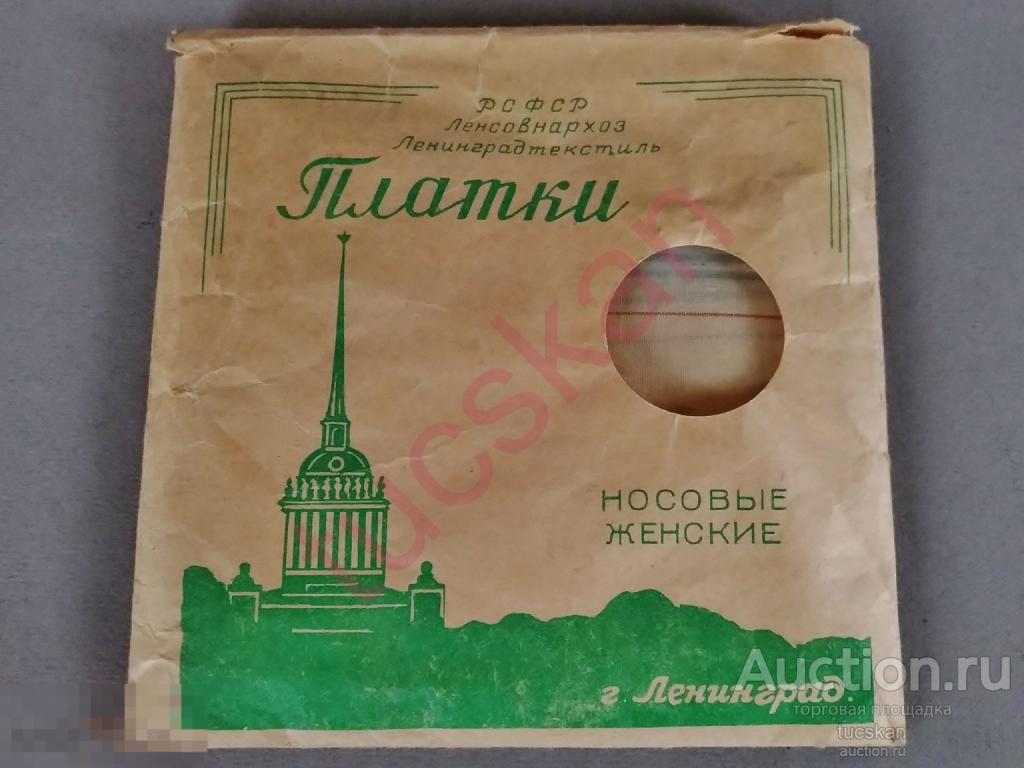 РСФСР
Ленсовнархоз
Ленинградтекстиль
Платки
НОСОВЫЕ
ЖЕНСКИЕ
г. Ленинград.
tucskan
Auction.ru
торговая площадка
tucskan
auction.ru